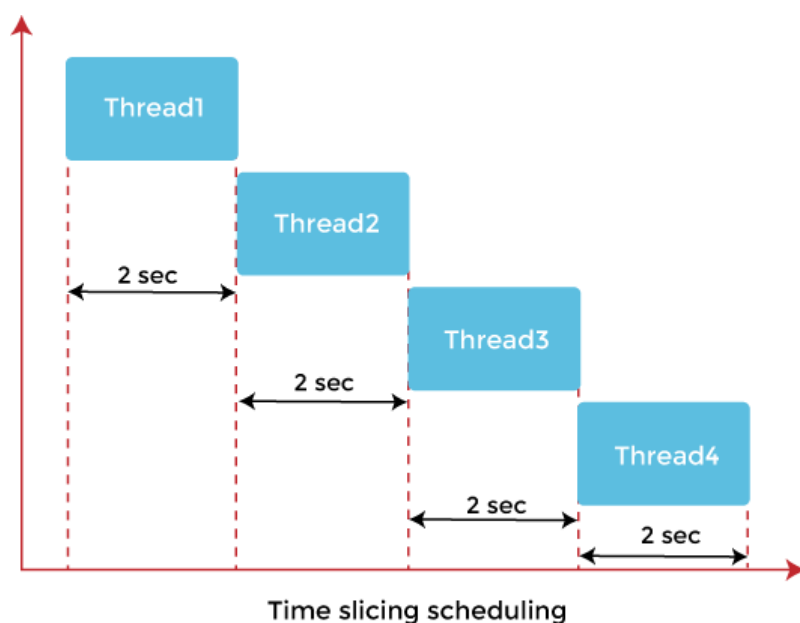 Thread1
Thread2
2 sec
Thread3
2 sec
Thread4
2 sec
2 sec
Time slicing scheduling